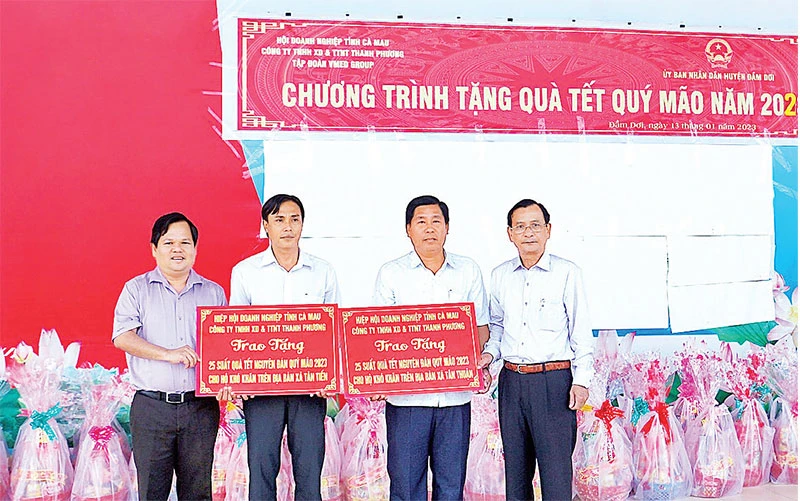 HỘI DOANH NGHIỆP TỈNH CÀ MAU
CÔNG TY TNHH XD & TTNT THANH PHƯƠNG
TẬP ĐOÀN VMED GROUP
ỦY BAN NHÂN DÂN HUYỆN ĐẦM DƠI
CHƯƠNG TRÌNH TẶNG QUÀ TẾT QUÝ MÃO NĂM 202
Đầm Dơi, ngày 13 tháng 01 năm 2023
HIỆP HỘI DOANH NGHIỆP TỈNH CÀ MAU
CÔNG TY TNHH XD & TTNT THANH PHƯƠNG
Trao Tặng
25 SUẤT QUÀ TẾT NGUYÊN ĐÁN QUÝ MÃO 2023
CHO HỘ KHÓ KHĂN TRÊN ĐỊA BÀN XÃ TÂN TIẾN
HIỆP HỘI DOANH NGHIỆP TỈNH CÀ MAU
CÔNG TY TNHH XD & TTNT THANH PHƯƠNG
Trao Tặng
25 SUẤT QUÀ TẾT NGUYÊN ĐÁN QUÝ MÃO 2023
CHO HỘ KHÓ KHĂN TRÊN ĐỊA BÀN XÃ TÂN THUẬN